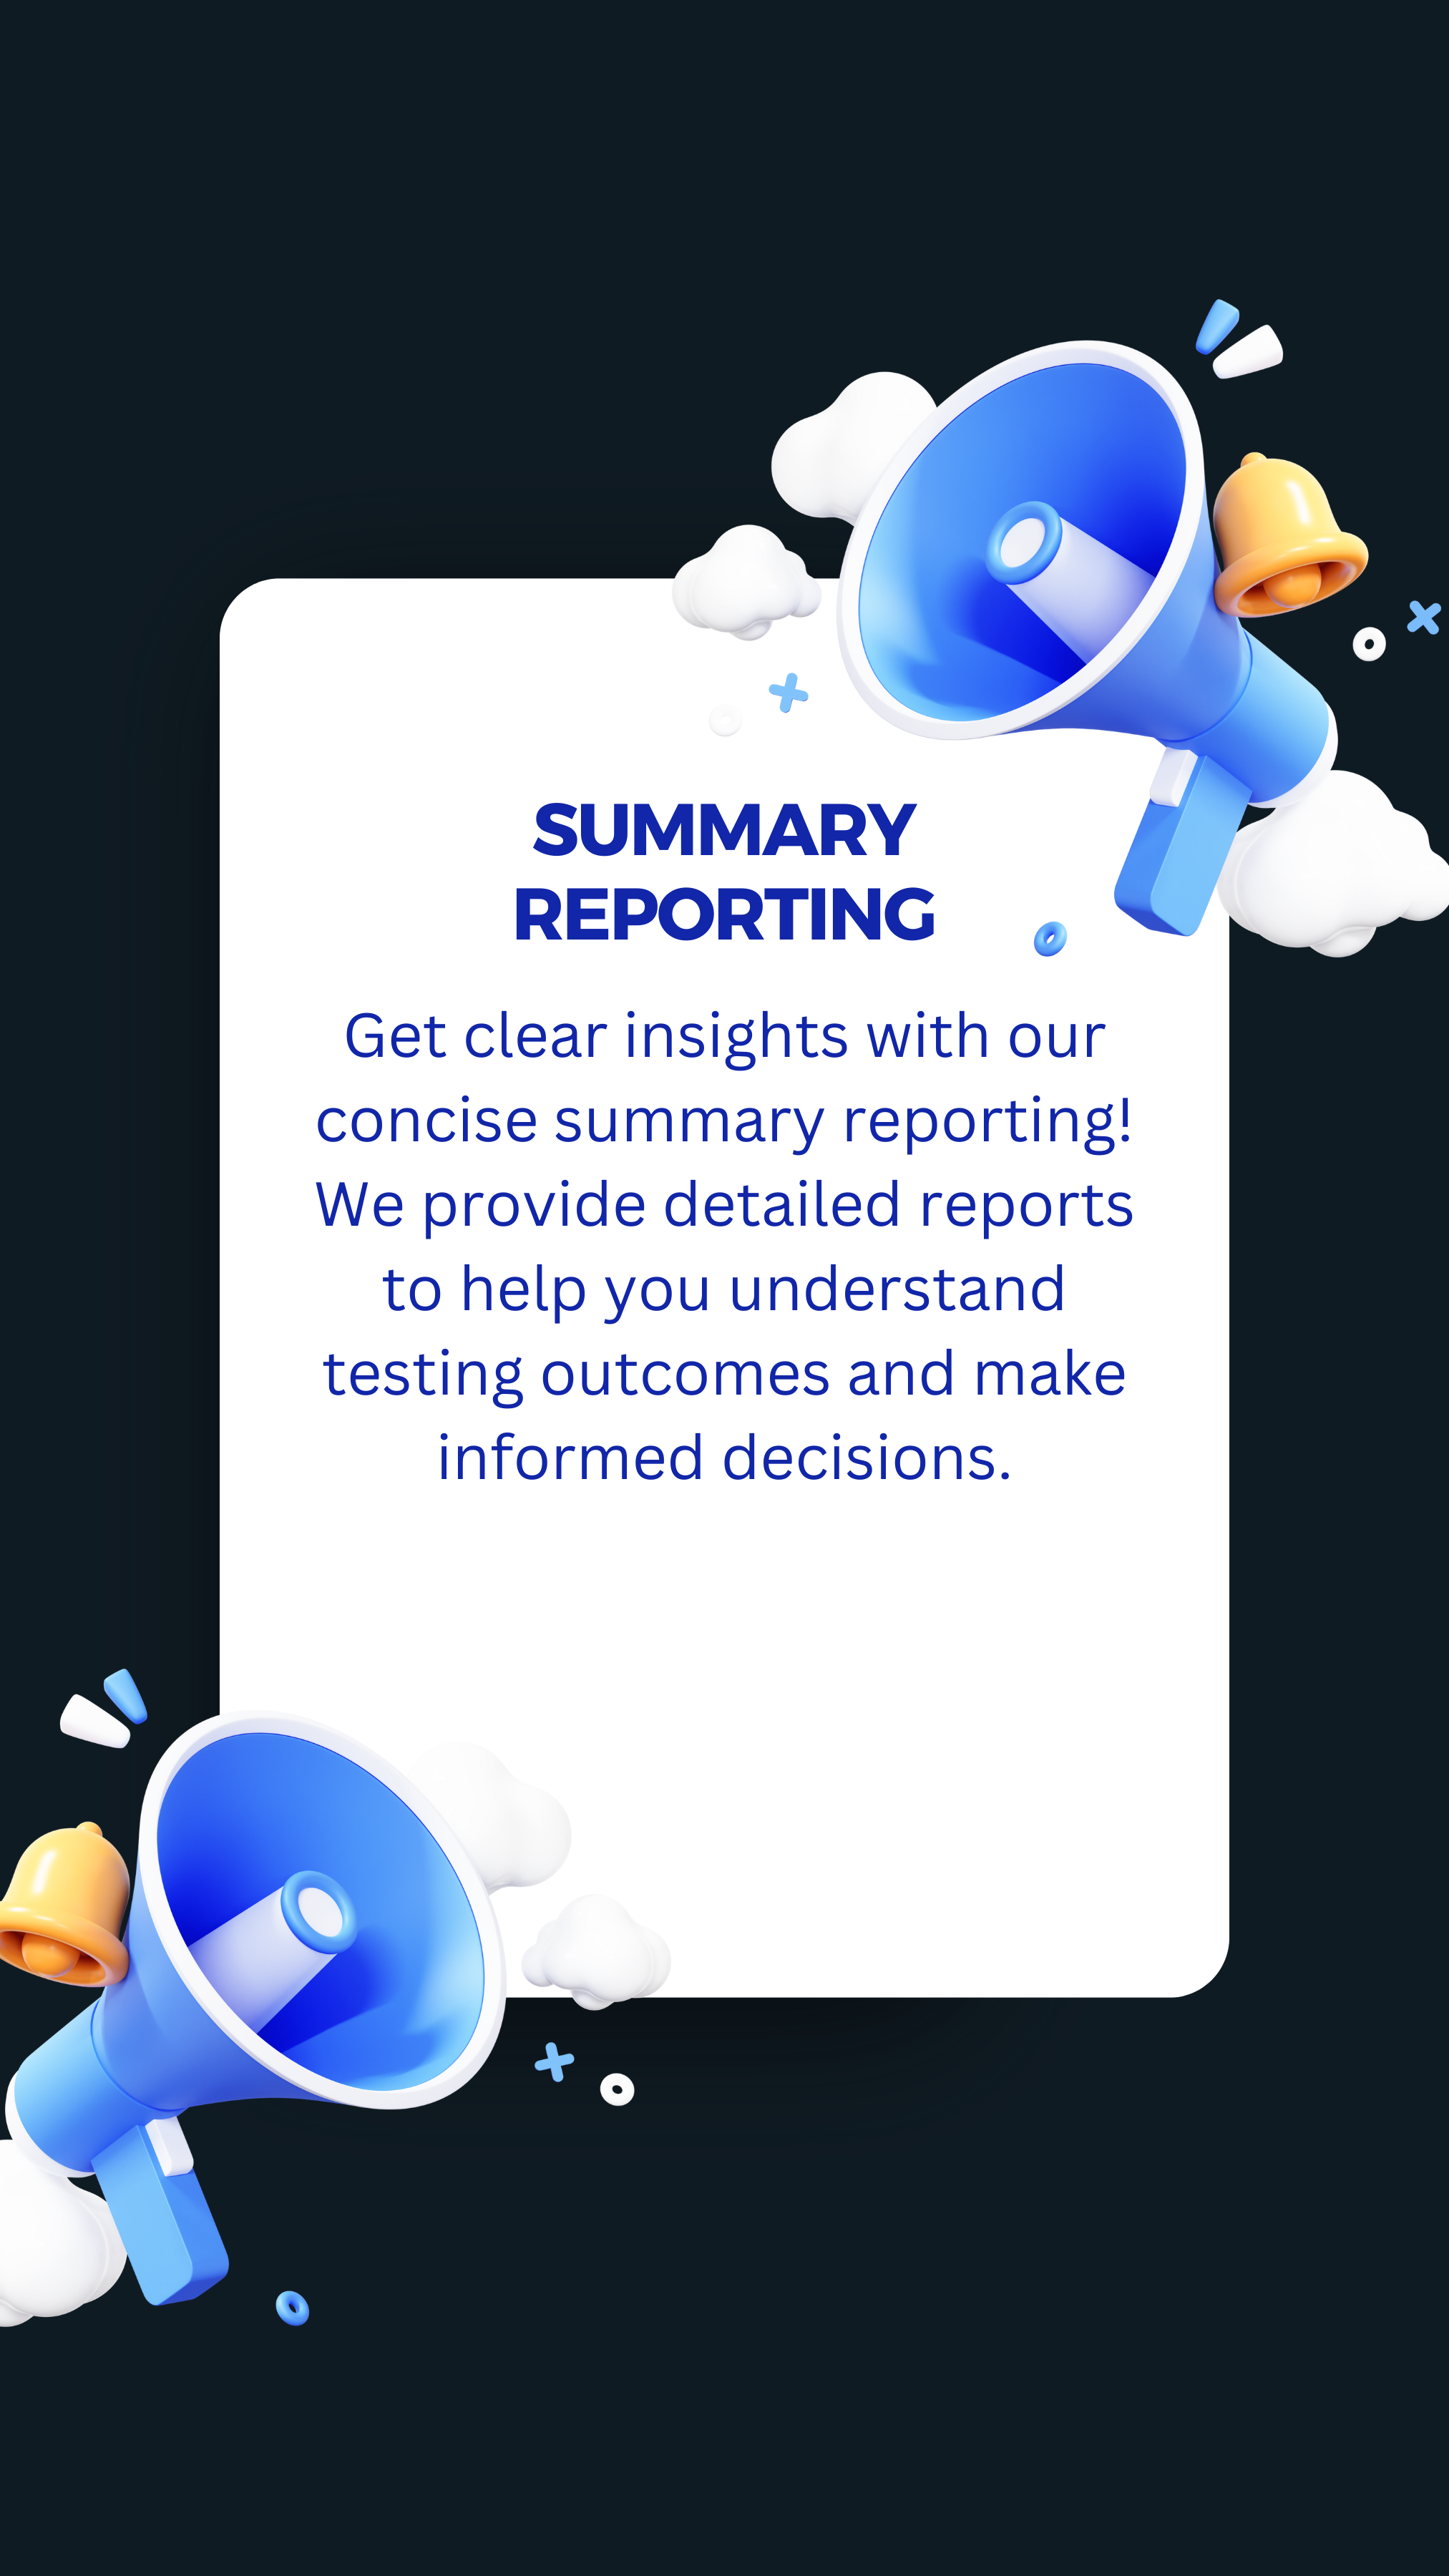 SUMMARY
REPORTING
Get clear insights with our
concise summary reporting!
We provide detailed reports
to help you understand
testing outcomes and make
informed decisions.